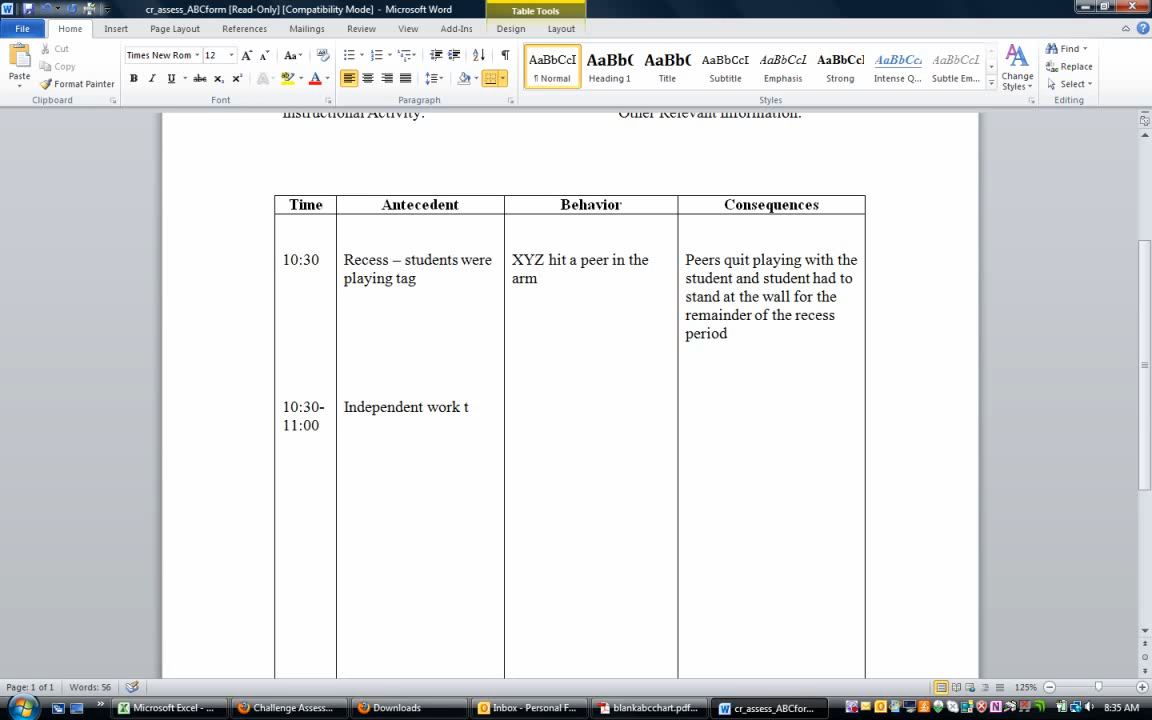 cr_assess_ABCform [Read-Only] [Compatibility Mode] - Microsoft Word
Table Tools
File Home Insert Page Layout References Mailings Review View Add-Ins Design Layout
Paste
Cut
Copy
Format Painter
Clipboard
Times New Rom 12
Font
Paragraph
AaBbCcI AaBb( AaBb( AaBbCcI AaBbCcI AaBbCcI AaBbCc. AaBbCcI
¶ Normal Heading 1 Title Subtitle Emphasis Strong Intense Q... Subtle Em...
Styles
Change Styles
Find
Replace
Select
Editing
Instructional Activity: Other Relevant Information:
Time Antecedent Behavior Consequences
10:30 Recess – students were XYZ hit a peer in the Peers quit playing with the
playing tag arm student and student had to
stand at the wall for the
remainder of the recess
period
10:30- Independent work t
11:00
Page: 1 of 1 Words: 56 125%
Microsoft Excel - ... Challenge Assess... Downloads Inbox - Personal F... blankabcchart.pdf... cr_assess_ABCfor... 8:35 AM